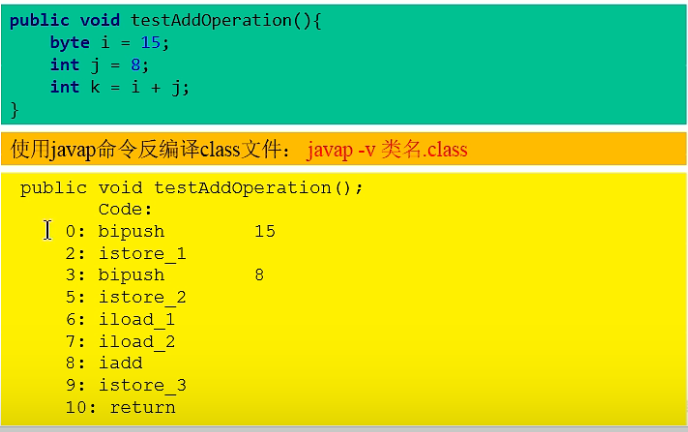 public void testAddOperation(){
byte i = 15;
int j = 8;
int k = i + j;
}
使用javap命令反编译class文件： javap -v 类名.class
public void testAddOperation();
Code:
0: bipush 15
2: istore_1
3: bipush 8
5: istore_2
6: iload_1
7: iload_2
8: iadd
9: istore_3
10: return